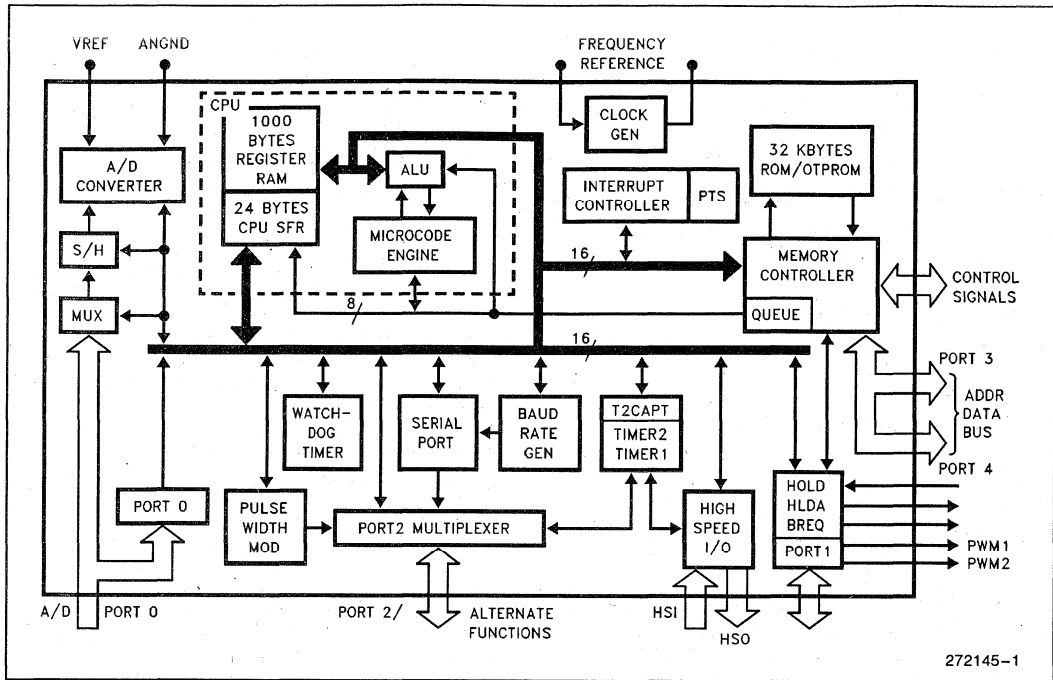 VREF
ANGND
FREQUENCY
REFERENCE
CPU
1000
BYTES
REGISTER
RAM
24 BYTES
CPU SFR
ALU
MICROCODE
ENGINE
CLOCK
GEN
32 KBYTES
ROM/OTPROM
A/D
CONVERTER
S/H
MUX
INTERRUPT
CONTROLLER
PTS
MEMORY
CONTROLLER
QUEUE
CONTROL
SIGNALS
16
8
16
PORT 3
ADDR
DATA
BUS
PORT 4
WATCH-
DOG
TIMER
SERIAL
PORT
BAUD
RATE
GEN
T2CAPT
TIMER2
TIMER1
PORT 0
PULSE
WIDTH
MOD
PORT2 MULTIPLEXER
HIGH
SPEED
I/O
HOLD
HLDA
BREQ
PORT1
PWM1
PWM2
A/D
PORT 0
PORT 2/
ALTERNATE
FUNCTIONS
HSI
HSO
272145-1